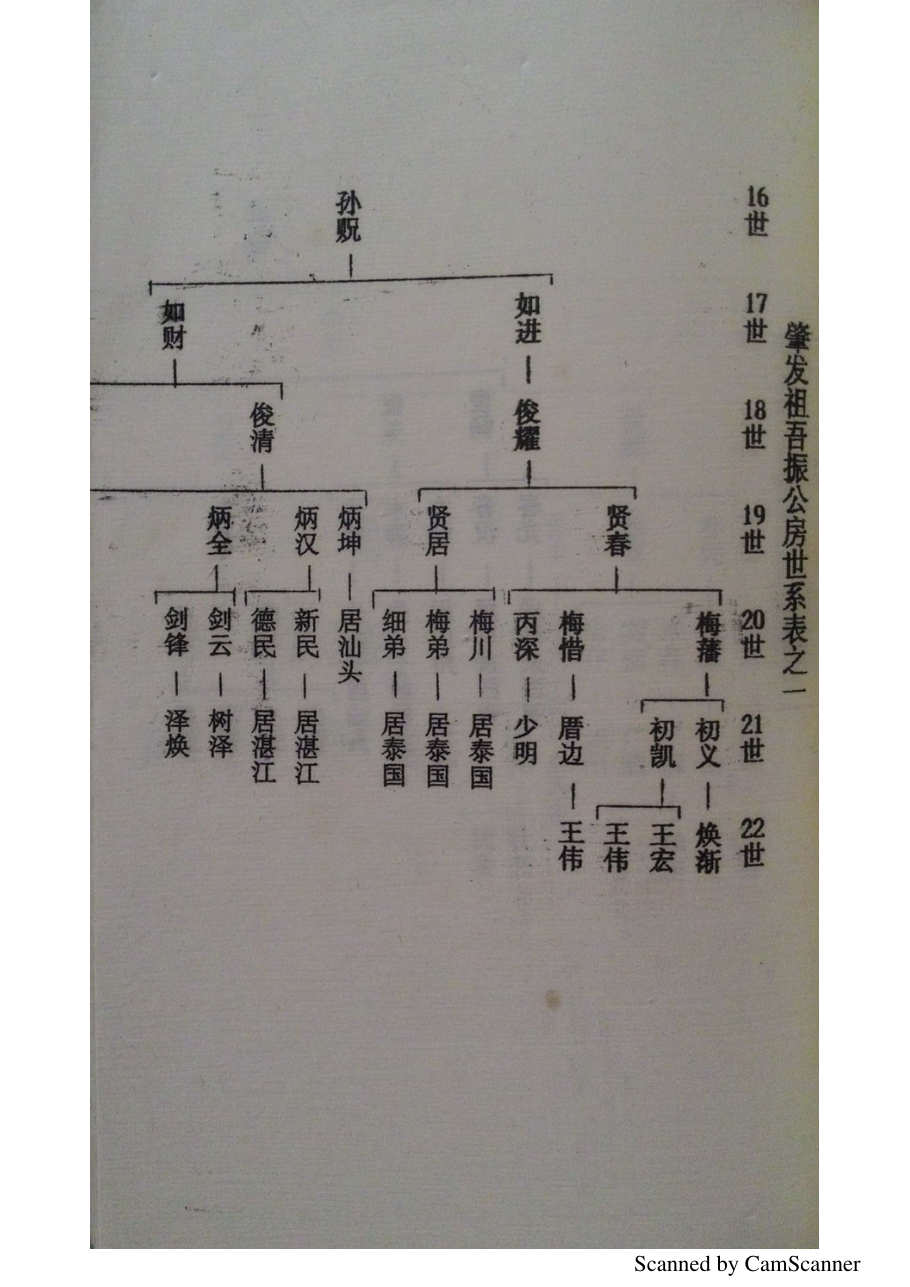 肇发祖吾振公房世系表之一
16世
17世
18世
19世
20世
21世
22世
孙贶
如进
如财
俊耀
俊清
贤春
贤居
炳坤
炳汉
炳全
梅藩
梅惜
丙深
梅川
梅弟
细弟
居汕头
新民
德民
剑云
剑锋
初义
初凯
厝边
少明
居泰国
居泰国
居泰国
居湛江
居湛江
树泽
泽焕
焕渐
王宏
王伟
王伟
Scanned by CamScanner